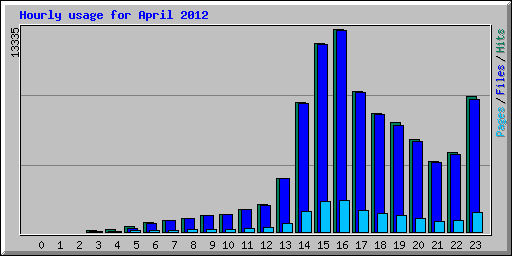 Hourly usage for April 2012
13335
Pages / Files / Hits
0 1 2 3 4 5 6 7 8 9 10 11 12 13 14 15 16 17 18 19 20 21 22 23